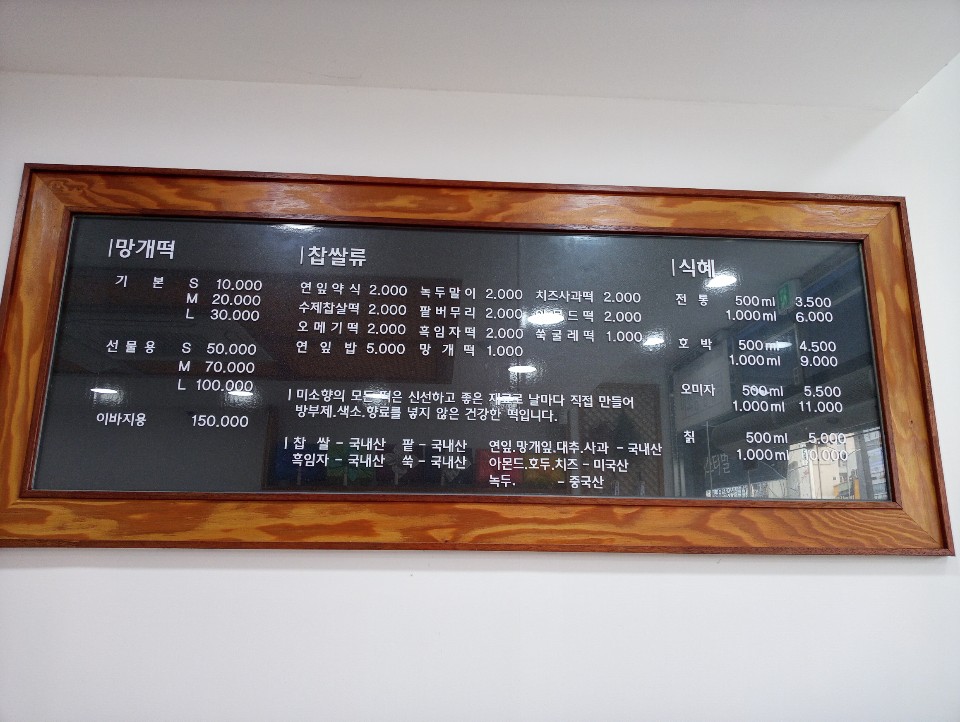 망개떡
기 본 S 10.000
M 20.000
L 30.000
선물용 S 50.000
M 70.000
L 100.000
이바지용 150.000
찹쌀류
연잎약식 2.000 녹두말이 2.000 치즈사과떡 2.000
수제찹살떡 2.000 팥버무리 2.000 아몬드떡 2.000
오메기떡 2.000 흑임자떡 2.000 쑥굴레떡 1.000
연잎밥 5.000 망개떡 1.000
미소향의 모든 떡은 신선하고 좋은 재료로 날마다 직접 만들어
방부제.색소.향료를 넣지 않은 건강한 떡입니다.
찹 쌀 - 국내산 팥 - 국내산 연잎.망개잎.대추.사과 - 국내산
흑임자 - 국내산 쑥 - 국내산 아몬드.호두.치즈 - 미국산
녹두. - 중국산
식혜
전통 500ml 3.500
1.000ml 6.000
호박 500ml 4.500
1.000ml 9.000
오미자 500ml 5.500
1.000ml 11.000
칡 500ml 5.000
1.000ml 10.000